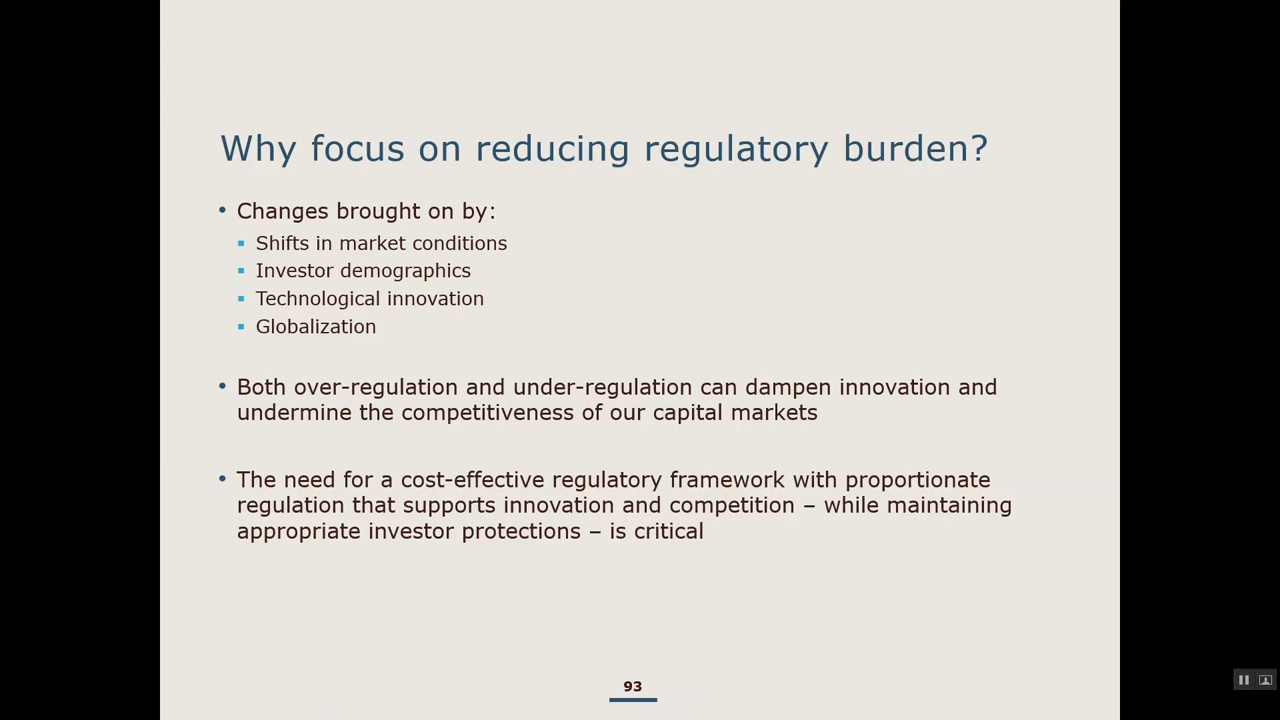 Why focus on reducing regulatory burden?
• Changes brought on by:
▪ Shifts in market conditions
▪ Investor demographics
▪ Technological innovation
▪ Globalization
• Both over-regulation and under-regulation can dampen innovation and
undermine the competitiveness of our capital markets
• The need for a cost-effective regulatory framework with proportionate
regulation that supports innovation and competition – while maintaining
appropriate investor protections – is critical
93